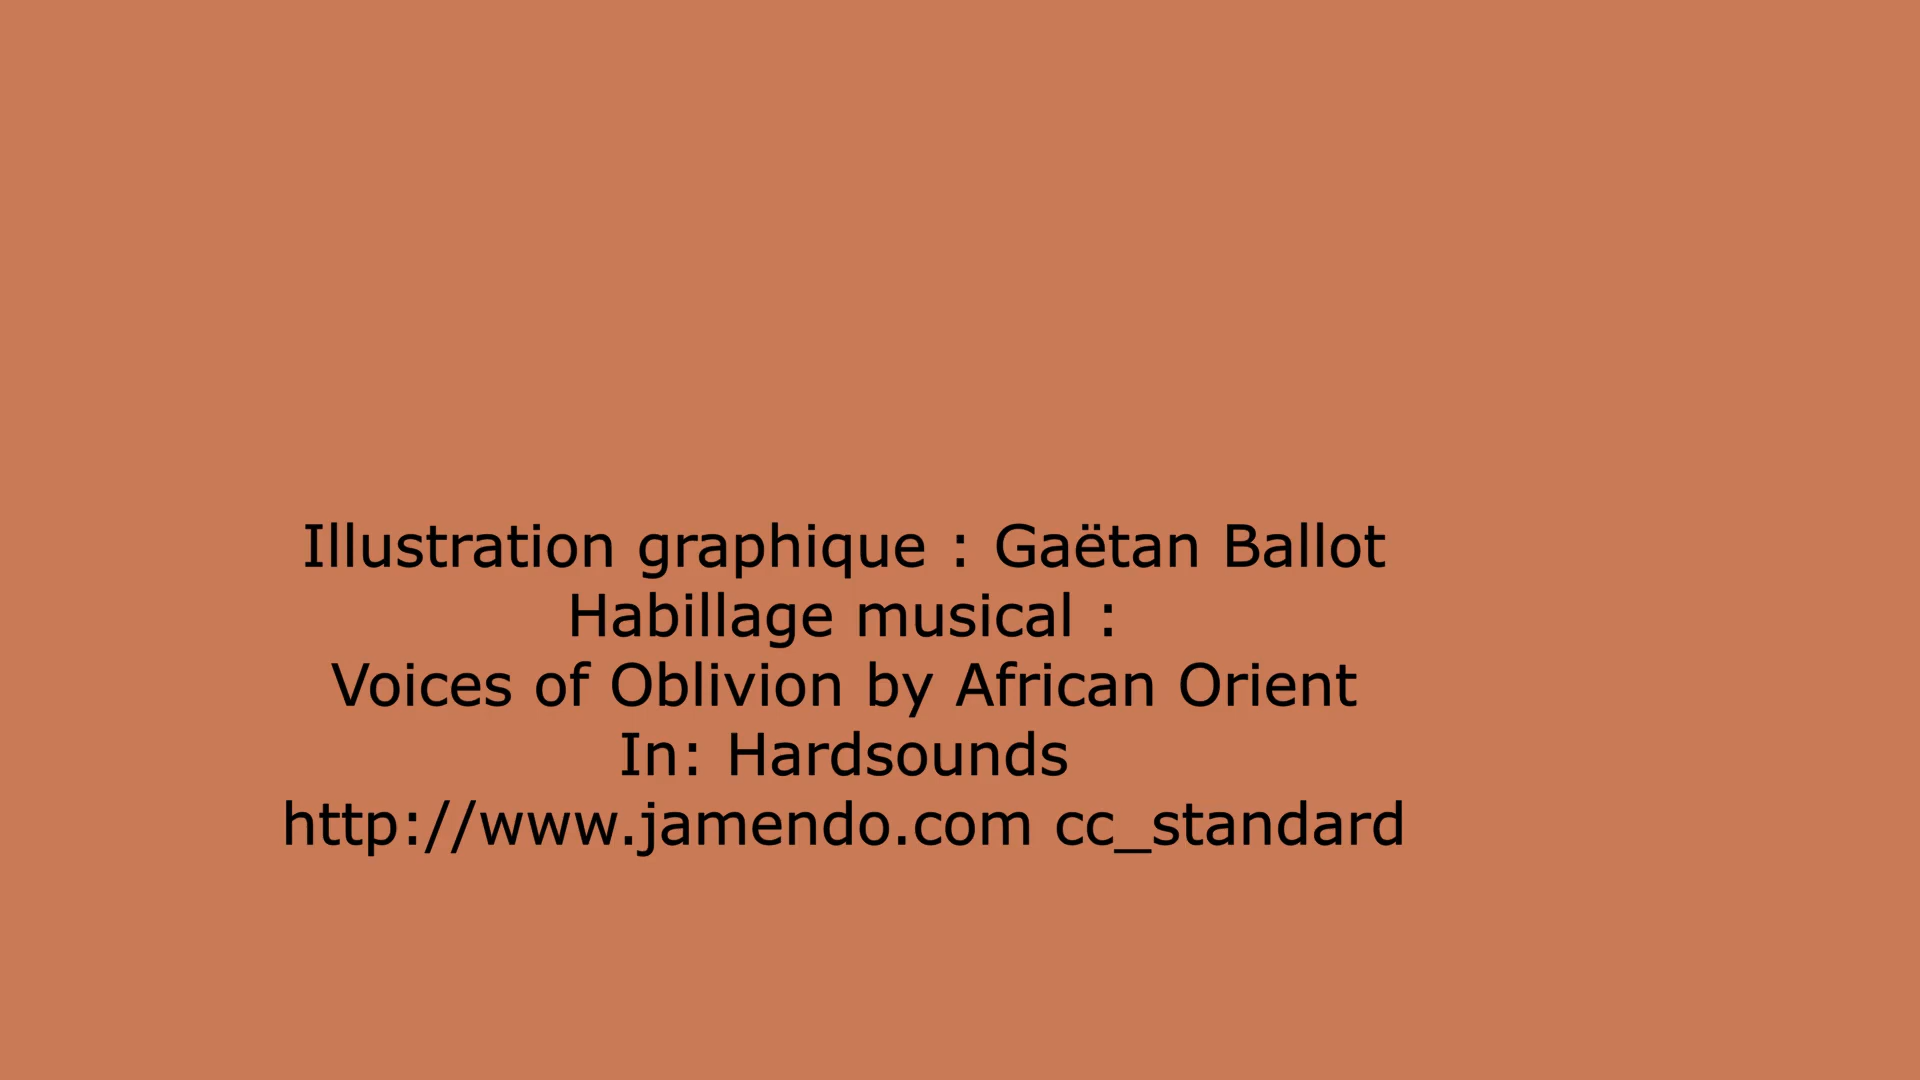 Illustration graphique : Gaëtan Ballot
Habillage musical :
Voices of Oblivion by African Orient
In: Hardsounds
http://www.jamendo.com cc_standard